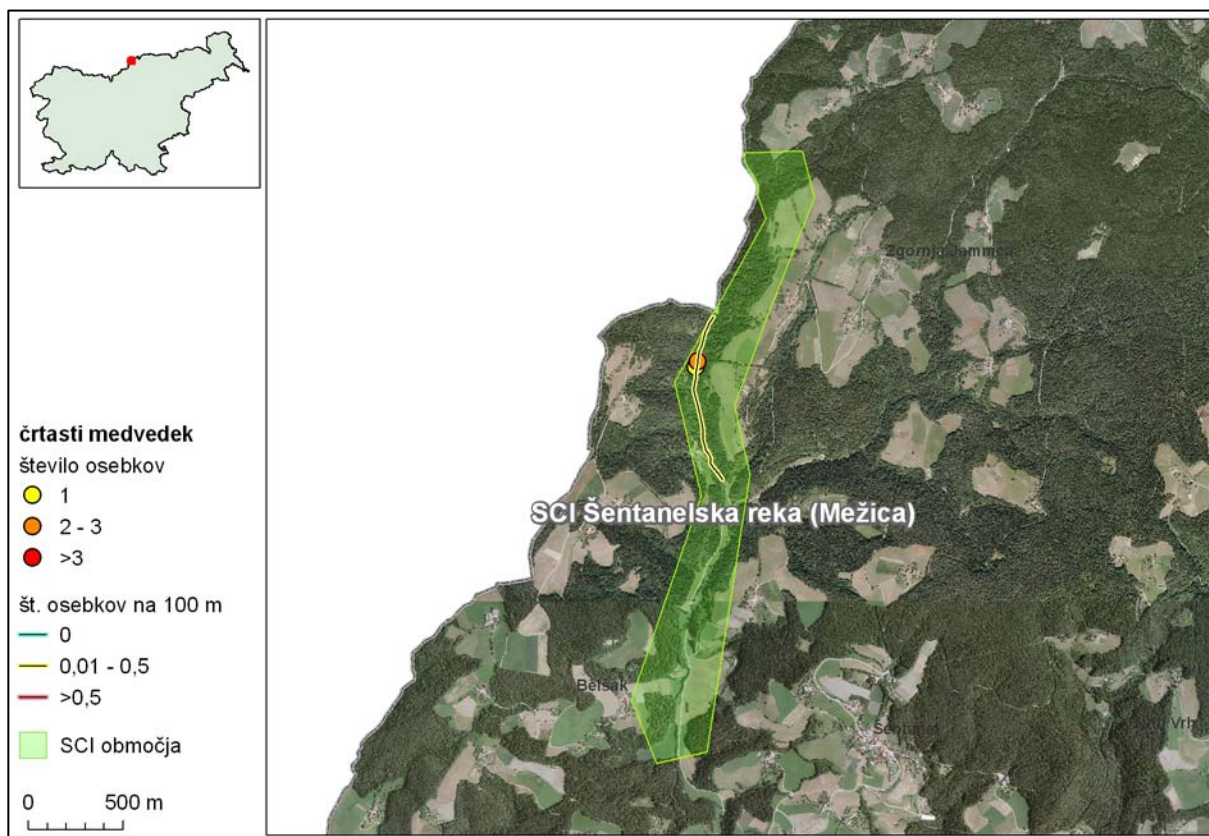 črtasti medvedek
število osebkov
1
2 - 3
>3
št. osebkov na 100 m
0
0,01 - 0,5
>0,5
SCI območja
0 500 m
SCI Šentanelska reka (Mežica)
Belšak
Vrh